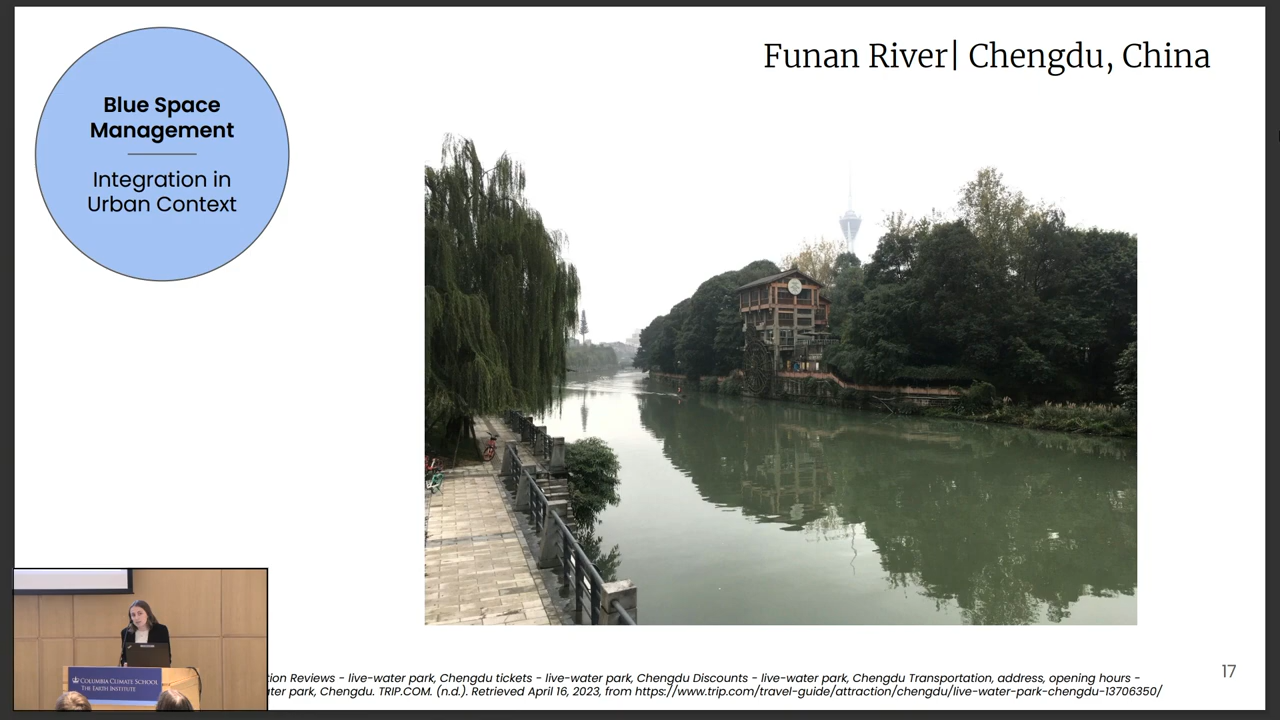 Funan River| Chengdu, China
Blue Space
Management
Integration in
Urban Context
COLUMBIA CLIMATE SCHOOL
THE EARTH INSTITUTE
Reviews - live-water park, Chengdu tickets - live-water park, Chengdu Discounts - live-water park, Chengdu Transportation, address, opening hours -
park, Chengdu. TRIP.COM. (n.d.). Retrieved April 16, 2023, from https://www.trip.com/travel-guide/attraction/chengdu/live-water-park-chengdu-13706350/
17